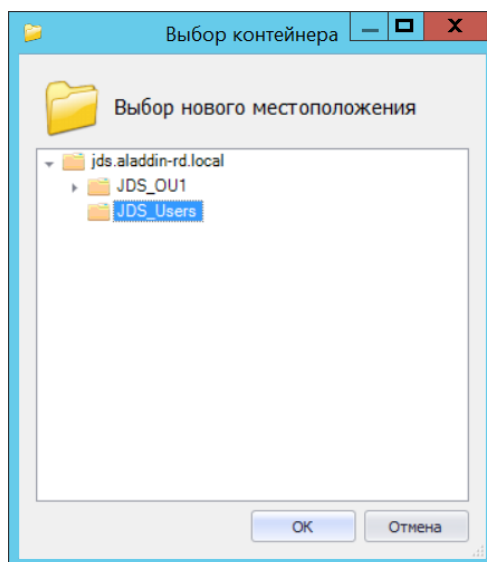 Выбор контейнера
Выбор нового местоположения
jds.aladdin-rd.local
JDS_OU1
JDS_Users
OK
Отмена